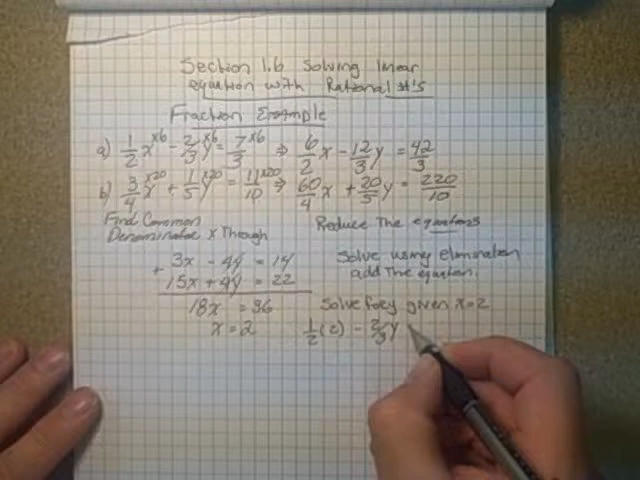 Section 1.6 Solving linear
equation with Rational #'s
Fraction Example
a) 1/2 x ×6 - 2/3 y ×6 = 7/3 ×6 ⇒ 6/2 x - 12/3 y = 42/3
b) 3/4 x ×20 + 1/5 y ×20 = 11/10 ×20 ⇒ 60/4 x + 20/5 y = 220/10
Find Common
Denominator × Through
Reduce The equations
3x - 4y = 14
+ 15x + 4y = 22
18x = 36
x = 2
Solve using elimination
add The equation.
Solve for y given x=2
1/2 (2) - 2/3 y